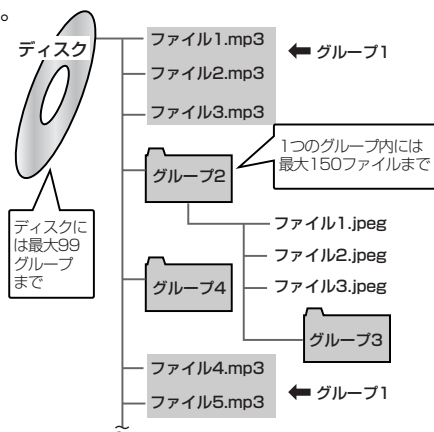 。
ディスク
ファイル1.mp3
グループ1
ファイル2.mp3
ファイル3.mp3
1つのグループ内には
最大150ファイルまで
グループ2
ディスクに
は最大99
グループ
まで
ファイル1.jpeg
ファイル2.jpeg
ファイル3.jpeg
グループ4
グループ3
ファイル4.mp3
グループ1
ファイル5.mp3